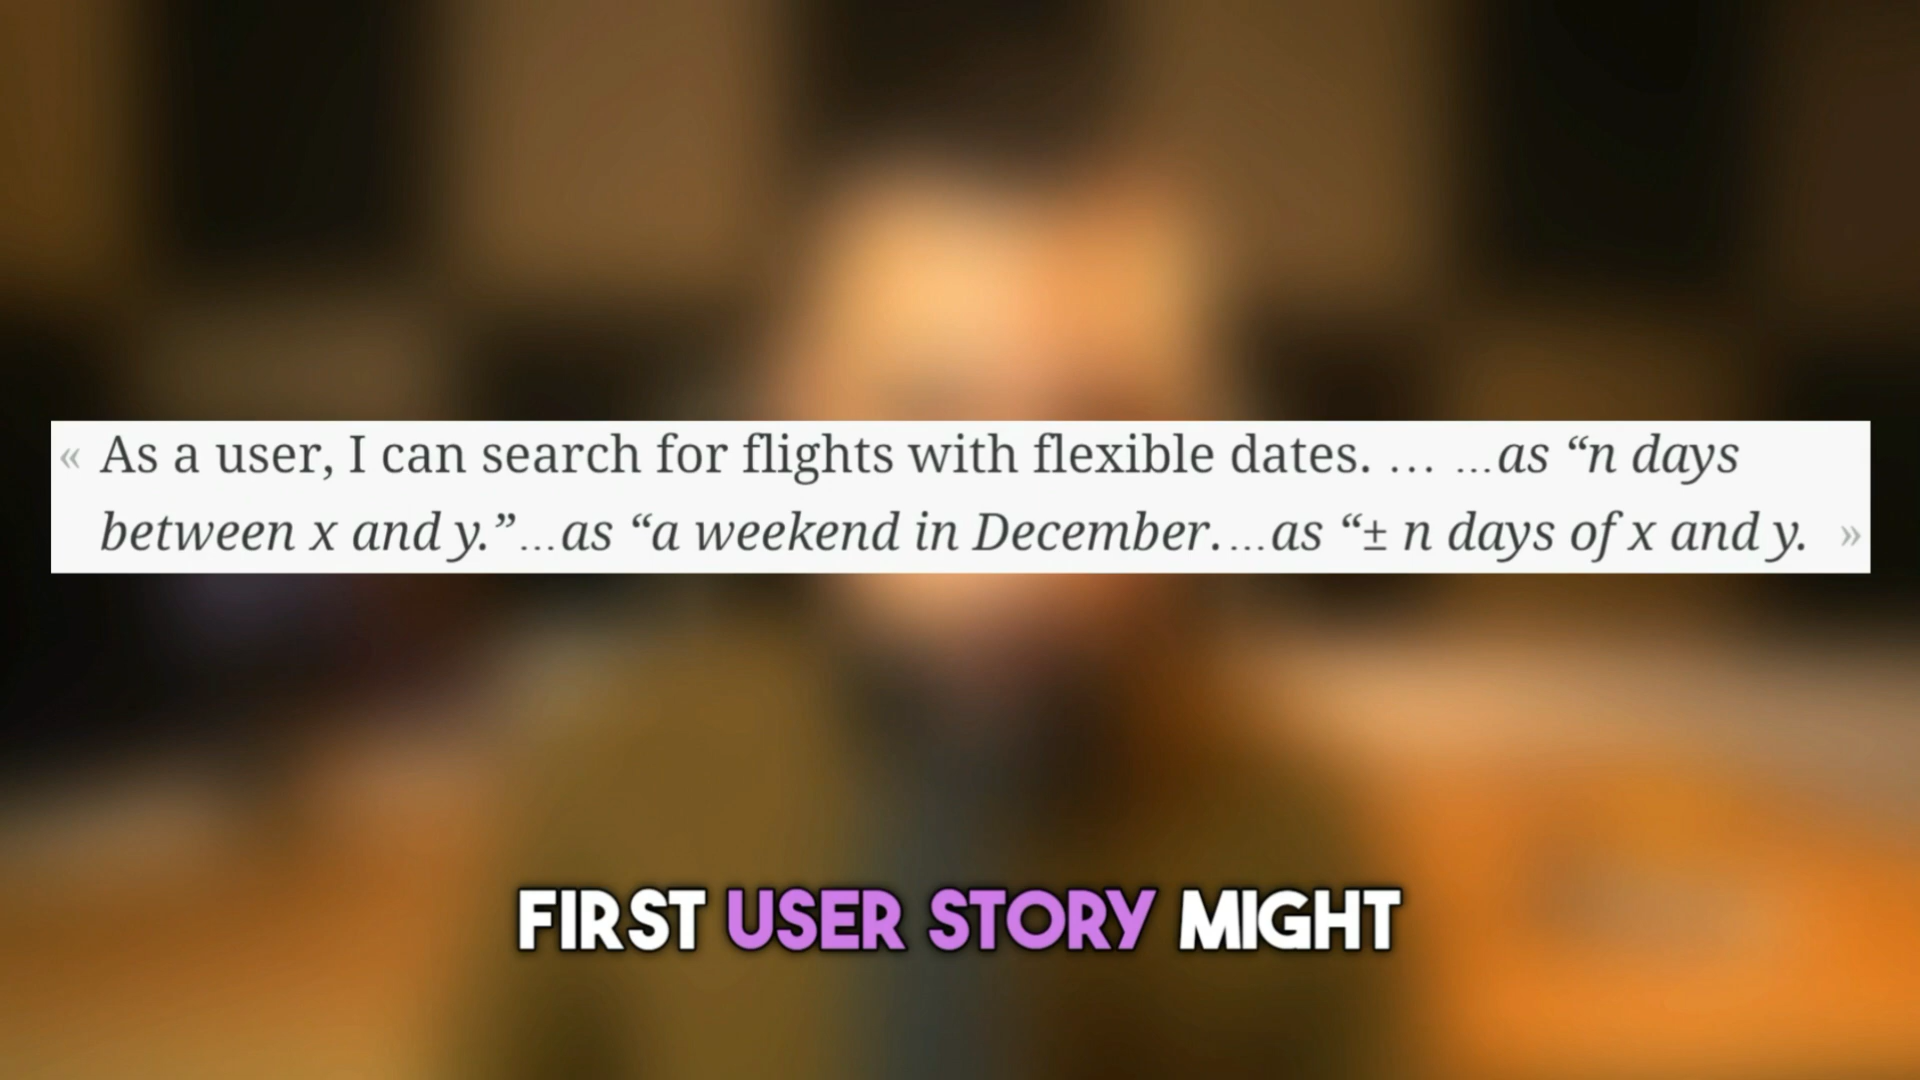 « As a user, I can search for flights with flexible dates. … …as “n days
between x and y.”…as “a weekend in December.…as “± n days of x and y. »
FIRST USER STORY MIGHT